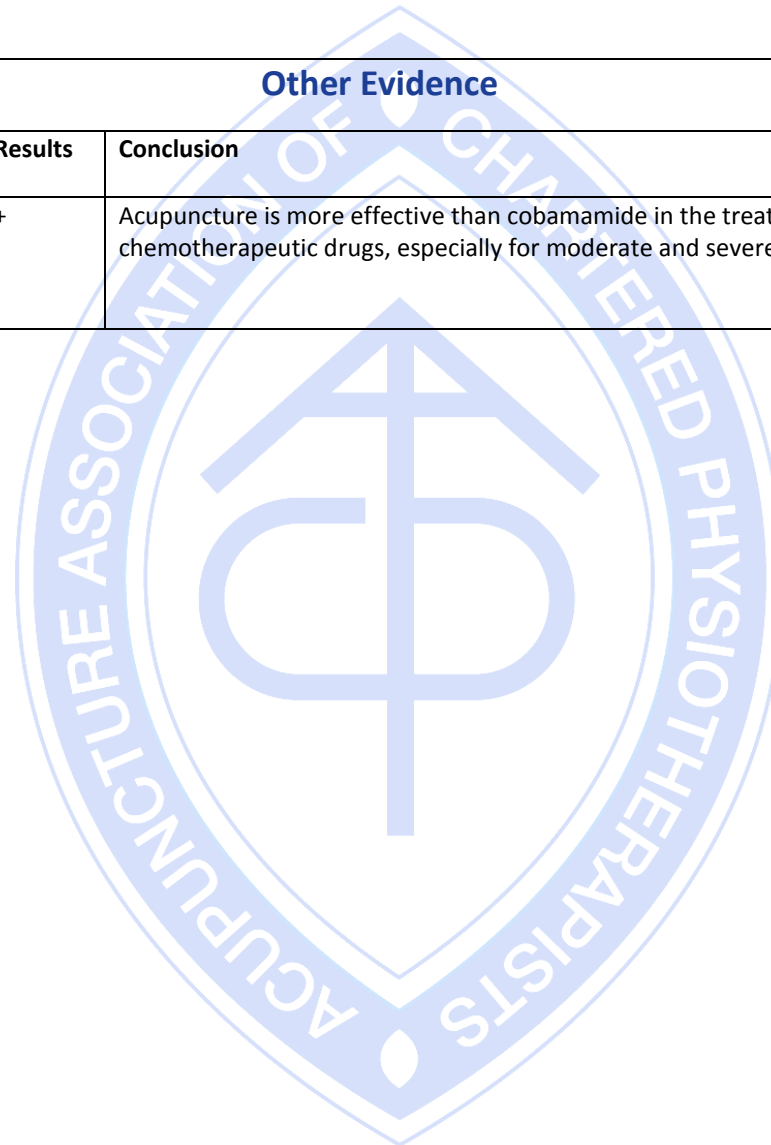 Other Evidence
Results Conclusion
+ Acupuncture is more effective than cobamamide in the treat
chemotherapeutic drugs, especially for moderate and severe
ACUPUNCTURE ASSOCIATION OF CHARTERED PHYSIOTHERAPISTS